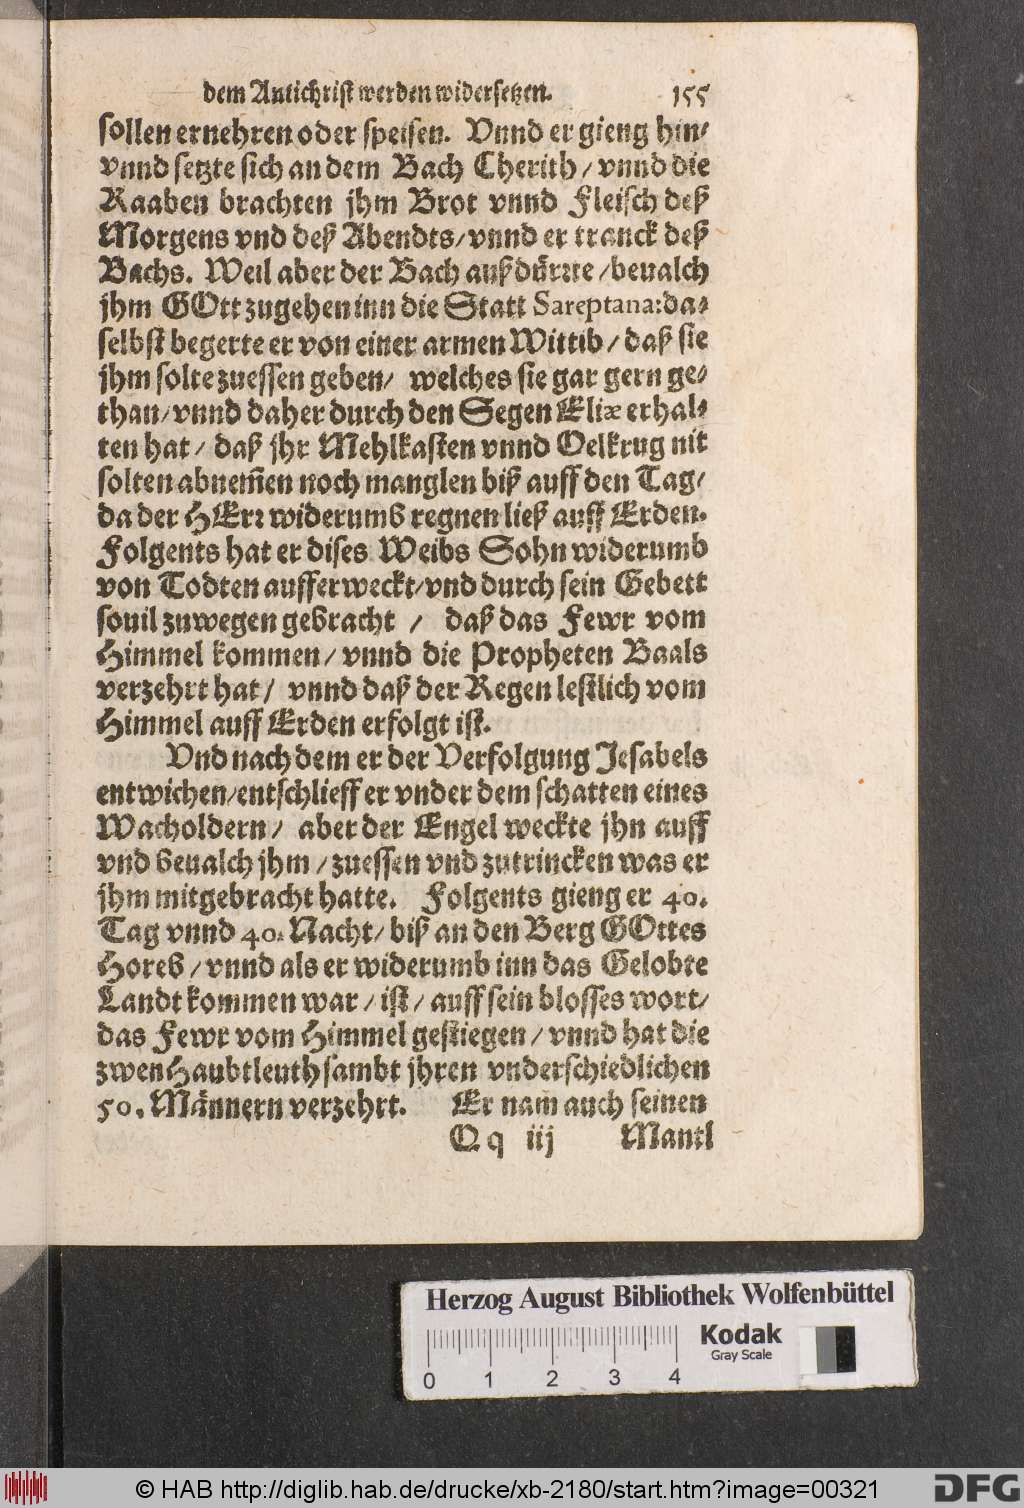 dem Antichrist werden widersetzen. 155
sollen ernehren oder speisen. Vnnd er gieng hin/
vnnd setzte sich an dem Bach Cherith/ vnnd die
Raaben brachten jhm Brot vnnd Fleisch deß
Morgens vnd deß Abendts/ vnnd er tranck deß
Bachs. Weil aber der Bach außdürrte/ beualch
jhm GOtt zugehen inn die Statt Sareptana: da-
selbst begerte er von einer armen Wittib/ daß sie
jhm solte zuessen geben/ welches sie gar gern ge-
than/ vnnd daher durch den Segen Eliæ erhal-
ten hat/ daß jhr Mehlkasten vnnd Oelkrug nit
solten abnem̃en noch manglen biß auff den Tag/
da der HErr widerumb regnen ließ auff Erden.
Folgents hat er dises Weibs Sohn widerumb
von Todten aufferweckt/ vnd durch sein Gebett
souil zuwegen gebracht / daß das Fewr vom
Himmel kommen/ vnnd die Propheten Baals
verzehrt hat/ vnnd daß der Regen lestlich vom
Himmel auff Erden erfolgt ist.
Vnd nach dem er der Verfolgung Jesabels
entwichen/ entschlieff er vnder dem schatten eines
Wacholdern/ aber der Engel weckte jhn auff
vnd beualch jhm/ zuessen vnd zutrincken was er
jhm mitgebracht hatte. Folgents gieng er 40.
Tag vnnd 40. Nacht/ biß an den Berg GOttes
Horeb/ vnnd als er widerumb inn das Gelobte
Landt kommen war/ ist/ auff sein blosses wort/
das Fewr vom Himmel gestiegen/ vnnd hat die
zwen Haubtleuth sambt jhren vnderschiedlichen
50. Männern verzehrt. Er nam auch seinen
Q q iij Mantl
Herzog August Bibliothek Wolfenbüttel
Kodak
Gray Scale
0 1 2 3 4
© HAB http://diglib.hab.de/drucke/xb-2180/start.htm?image=00321
DFG